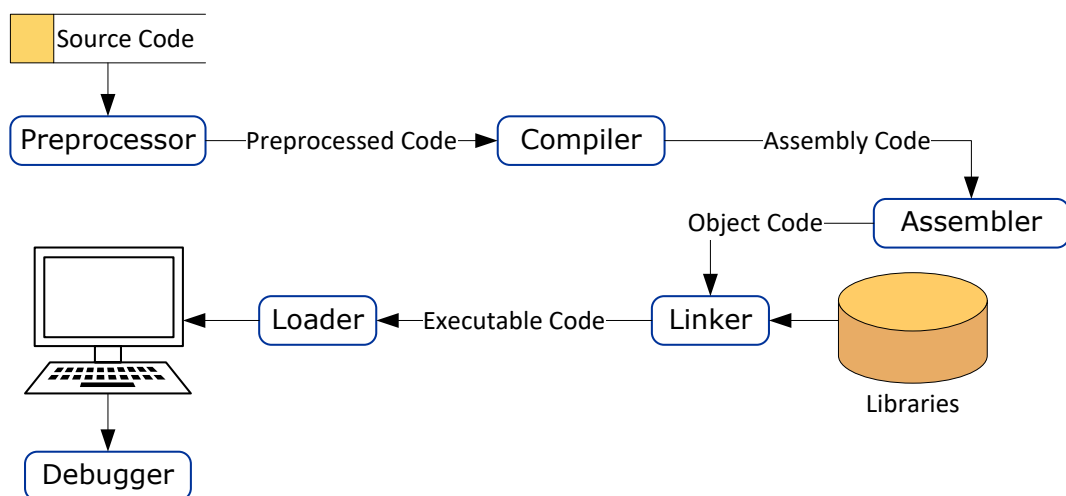 Source Code
Preprocessor
Preprocessed Code
Compiler
Assembly Code
Assembler
Object Code
Linker
Libraries
Executable Code
Loader
Debugger